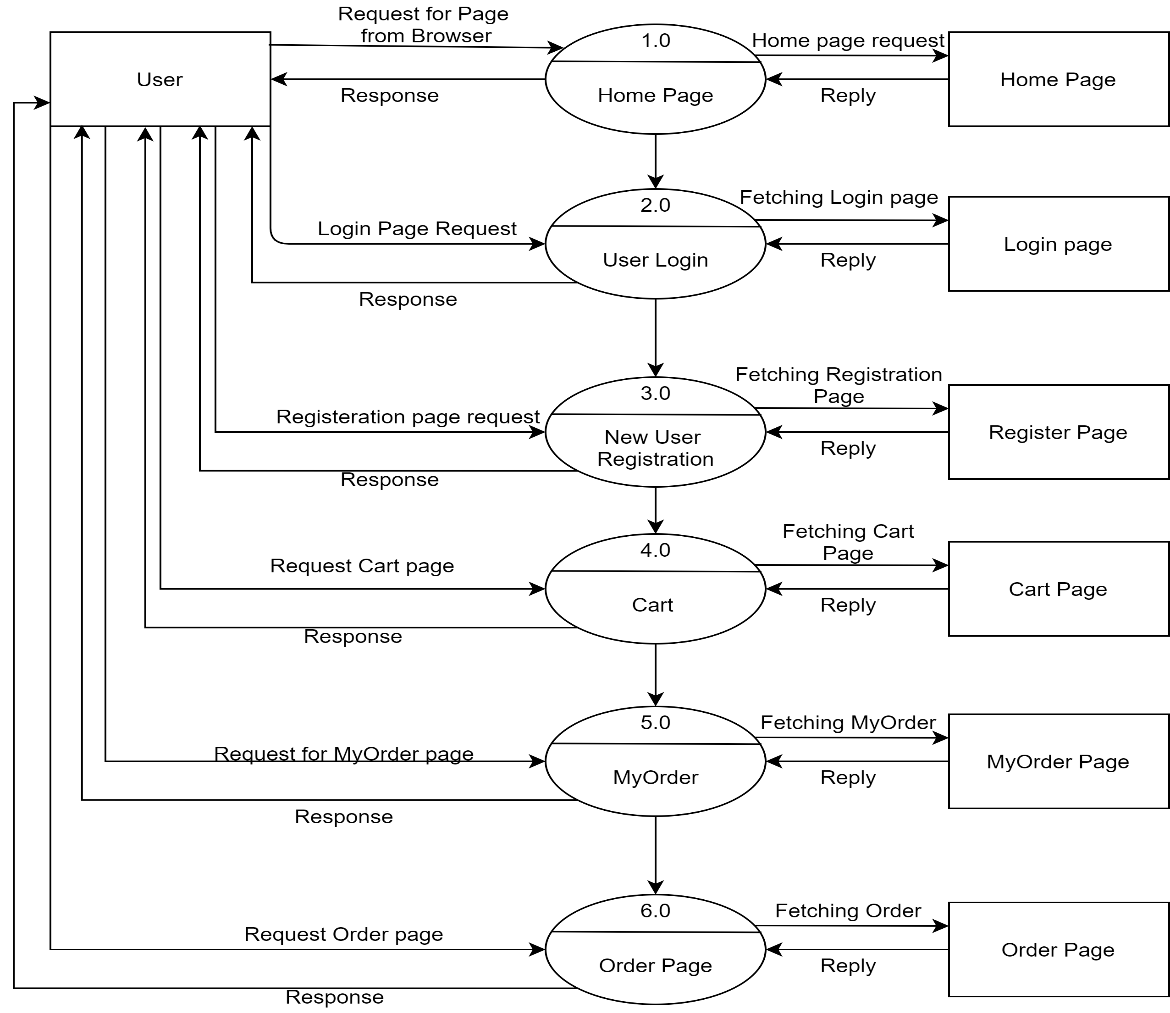 Request for Page
from Browser
1.0
Home page request
User
Home Page
Home Page
Response
Reply
2.0
Fetching Login page
Login Page Request
User Login
Login page
Reply
Response
3.0
Fetching Registration
Page
Registeration page request
New User
Registration
Register Page
Reply
Response
4.0
Fetching Cart
Page
Request Cart page
Cart
Cart Page
Reply
Response
5.0
Fetching MyOrder
Request for MyOrder page
MyOrder
MyOrder Page
Reply
Response
6.0
Fetching Order
Request Order page
Order Page
Order Page
Reply
Response